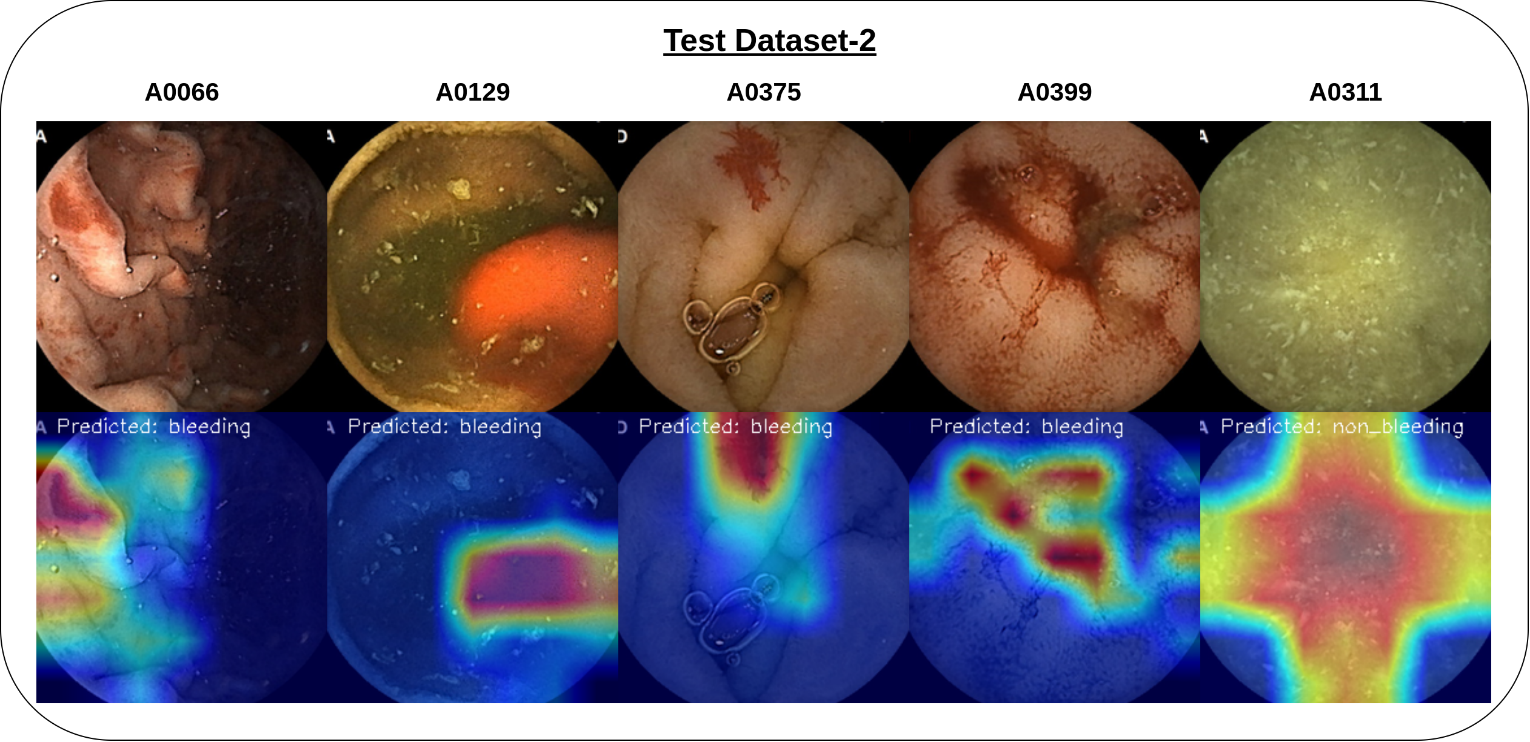 Test Dataset-2
A0066 A0129 A0375 A0399 A0311
A A D A
Predicted: bleeding Predicted: bleeding Predicted: bleeding Predicted: bleeding Predicted: non_bleeding
A A D A